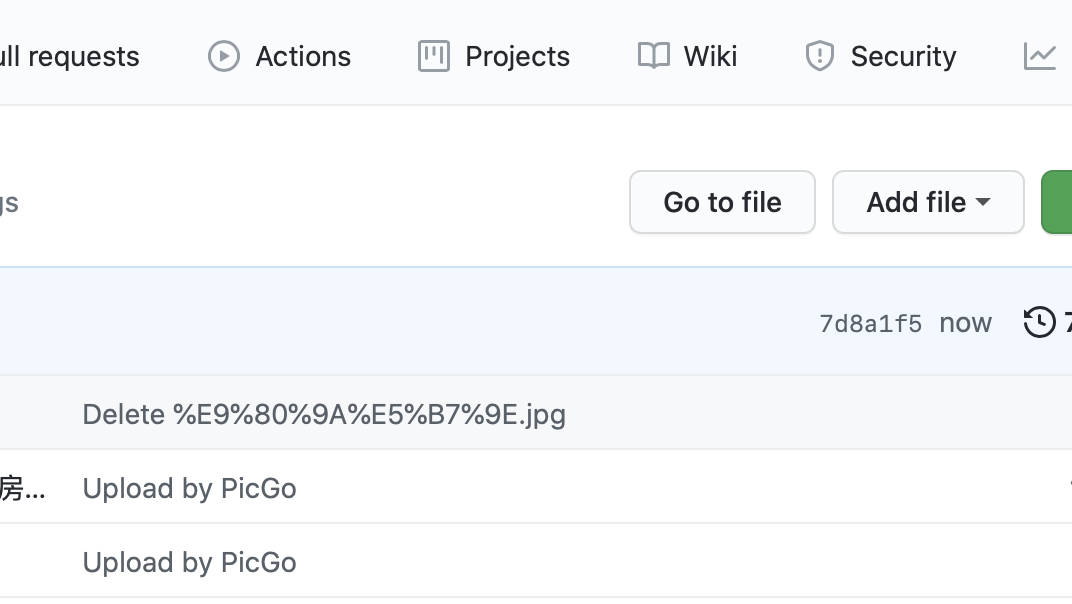 ull requests Actions Projects Wiki Security
gs Go to file Add file
7d8a1f5 now 7
Delete %E9%80%9A%E5%B7%9E.jpg
房... Upload by PicGo
Upload by PicGo